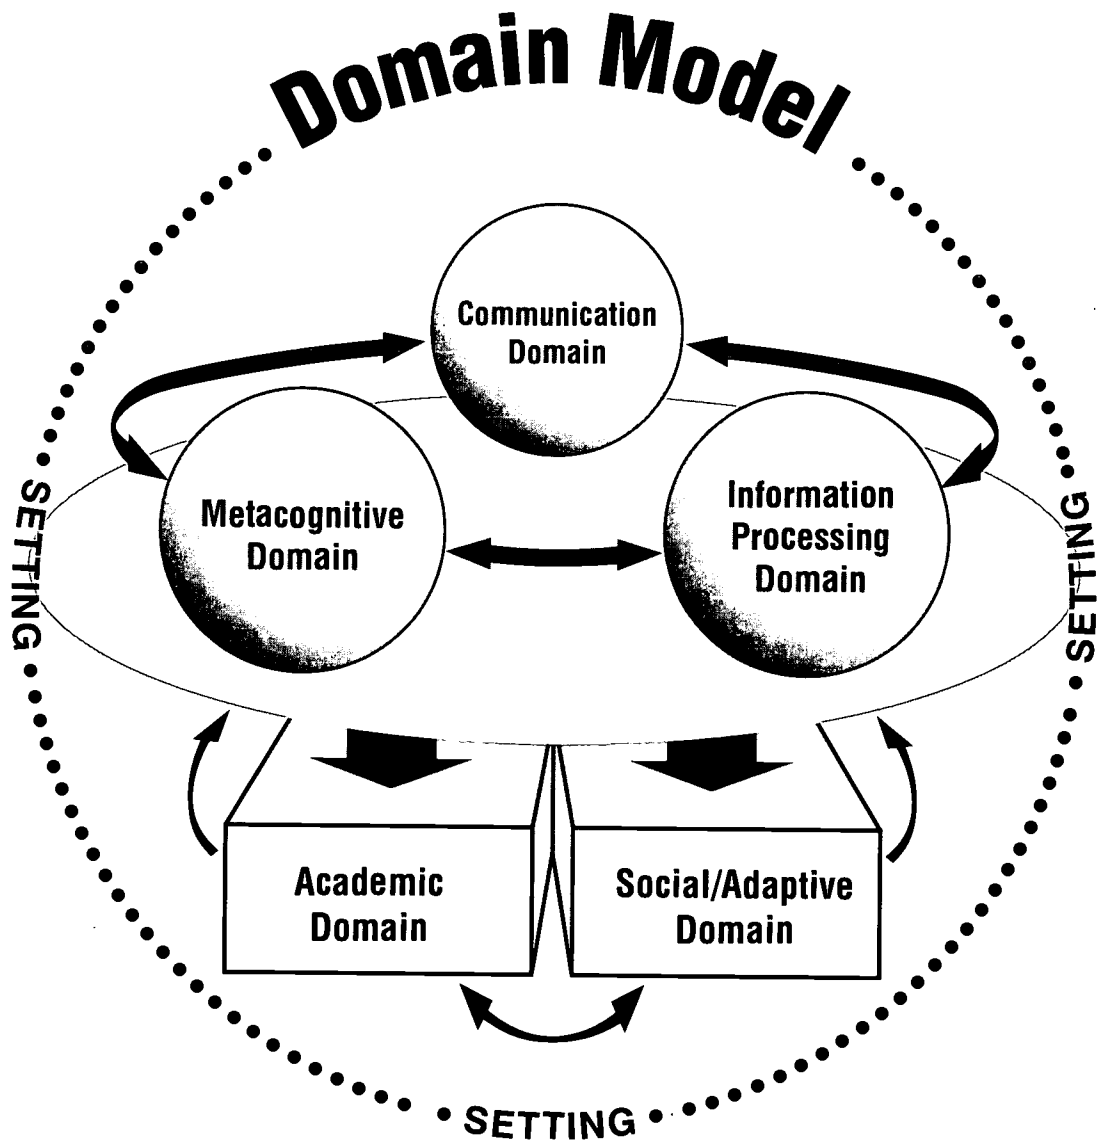 Domain Model
Communication
Domain
Metacognitive
Domain
Information
Processing
Domain
SETTING
SETTING
Academic
Domain
Social/Adaptive
Domain
SETTING